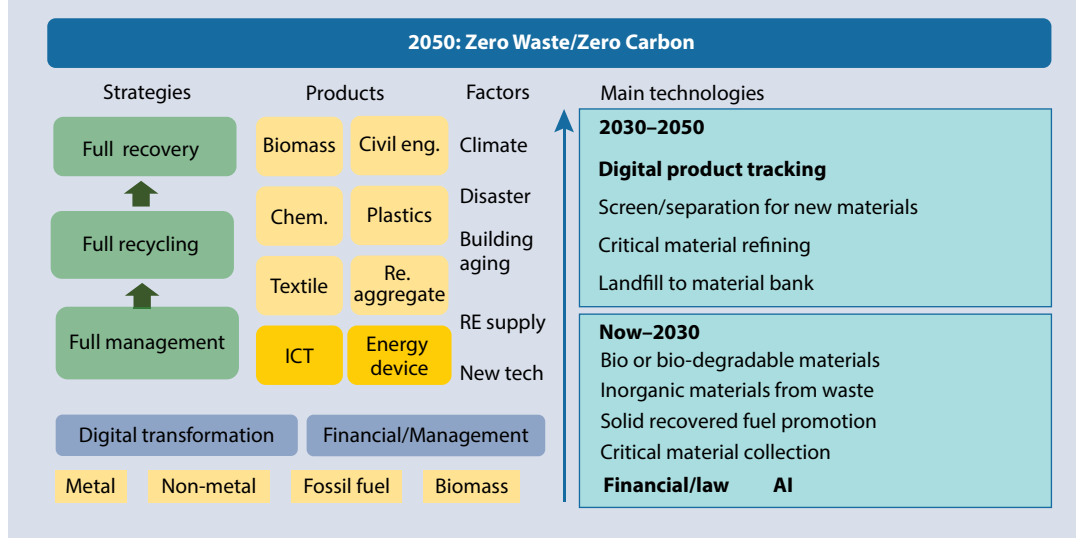 2050: Zero Waste/Zero Carbon
Strategies
Products
Factors
Main technologies
Full recovery
Full recycling
Full management
Biomass
Civil eng.
Chem.
Plastics
Textile
Re.
aggregate
ICT
Energy
device
Climate
Disaster
Building
aging
RE supply
New tech
2030–2050
Digital product tracking
Screen/separation for new materials
Critical material refining
Landfill to material bank
Now–2030
Bio or bio-degradable materials
Inorganic materials from waste
Solid recovered fuel promotion
Critical material collection
Financial/law AI
Digital transformation
Financial/Management
Metal
Non-metal
Fossil fuel
Biomass